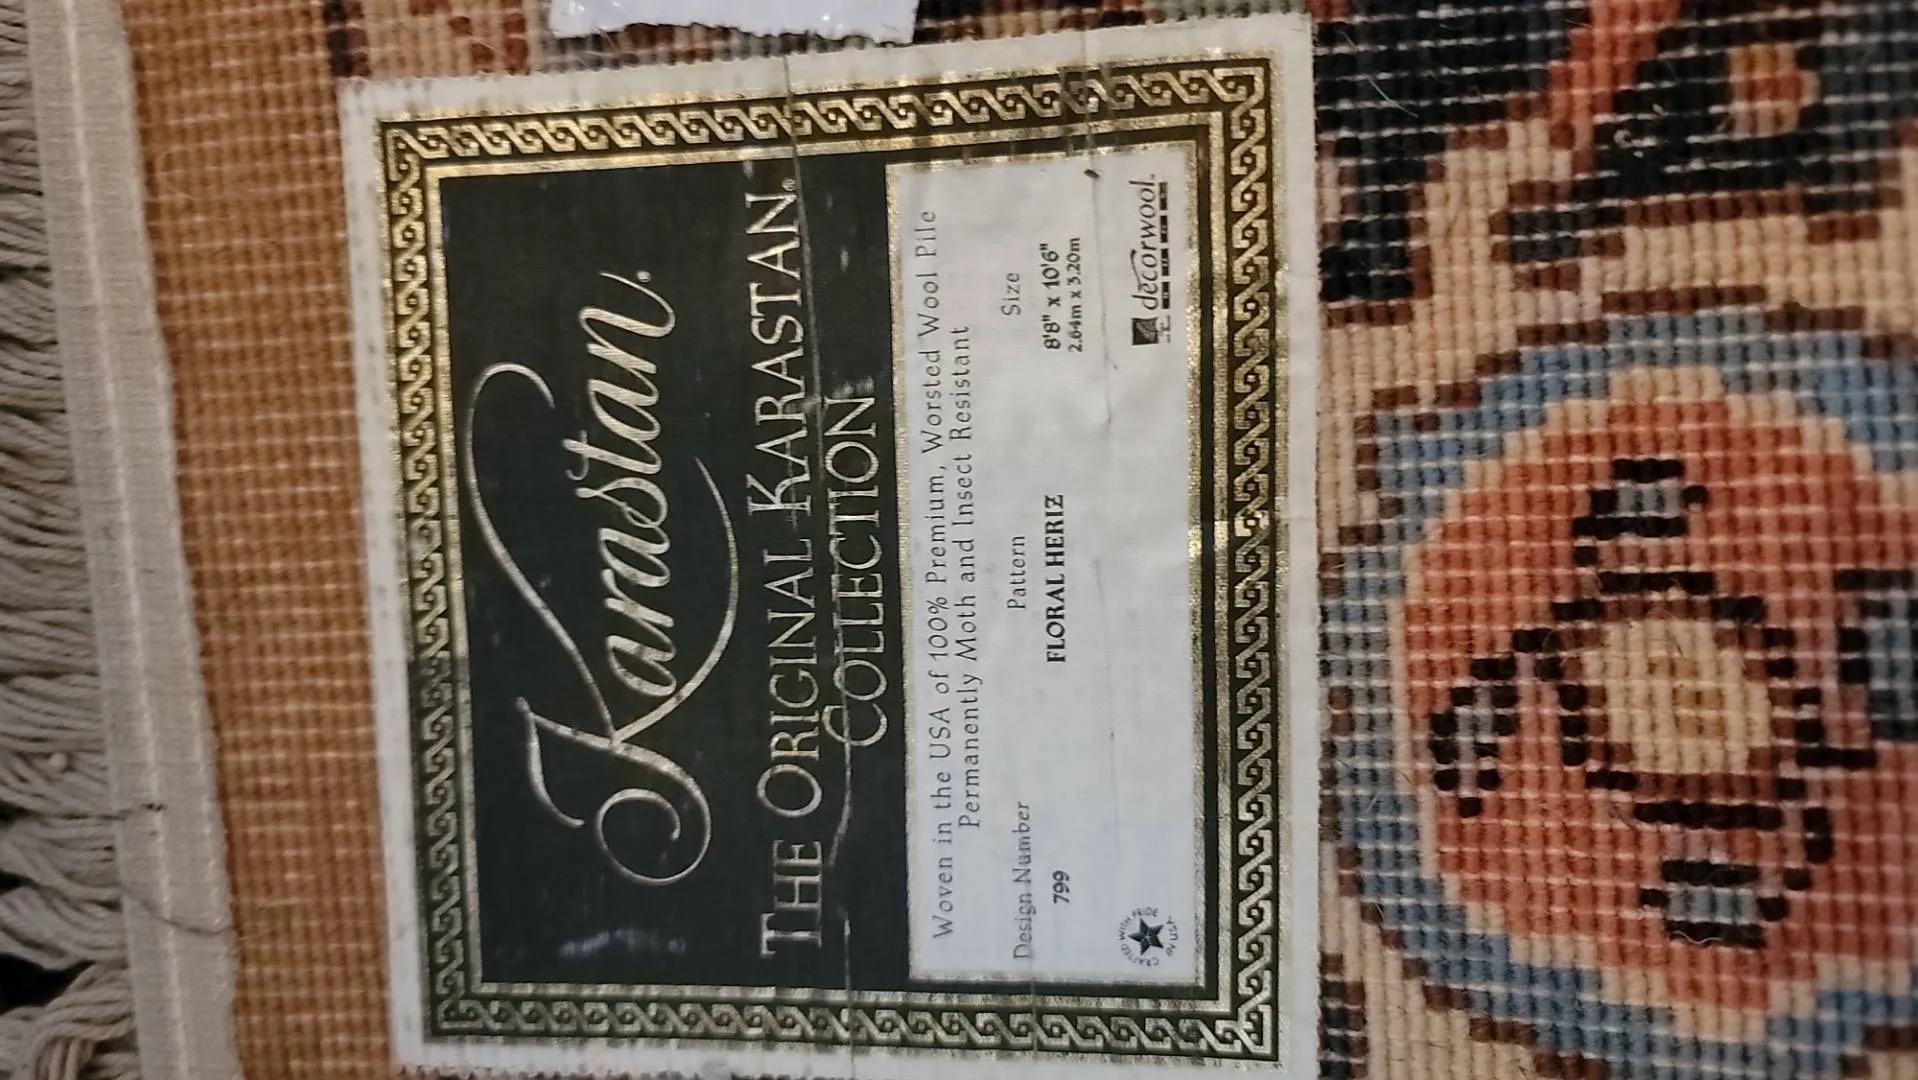 Karastan®
THE ORIGINAL KARASTAN®
COLLECTION
Woven in the USA of 100% Premium, Worsted Wool Pile
Permanently Moth and Insect Resistant
Design Number Pattern Size
799 FLORAL HERIZ 8'8" x 10'6"
2.64m x 3.20m
CRAFTED WITH PRIDE IN USA
decorwool